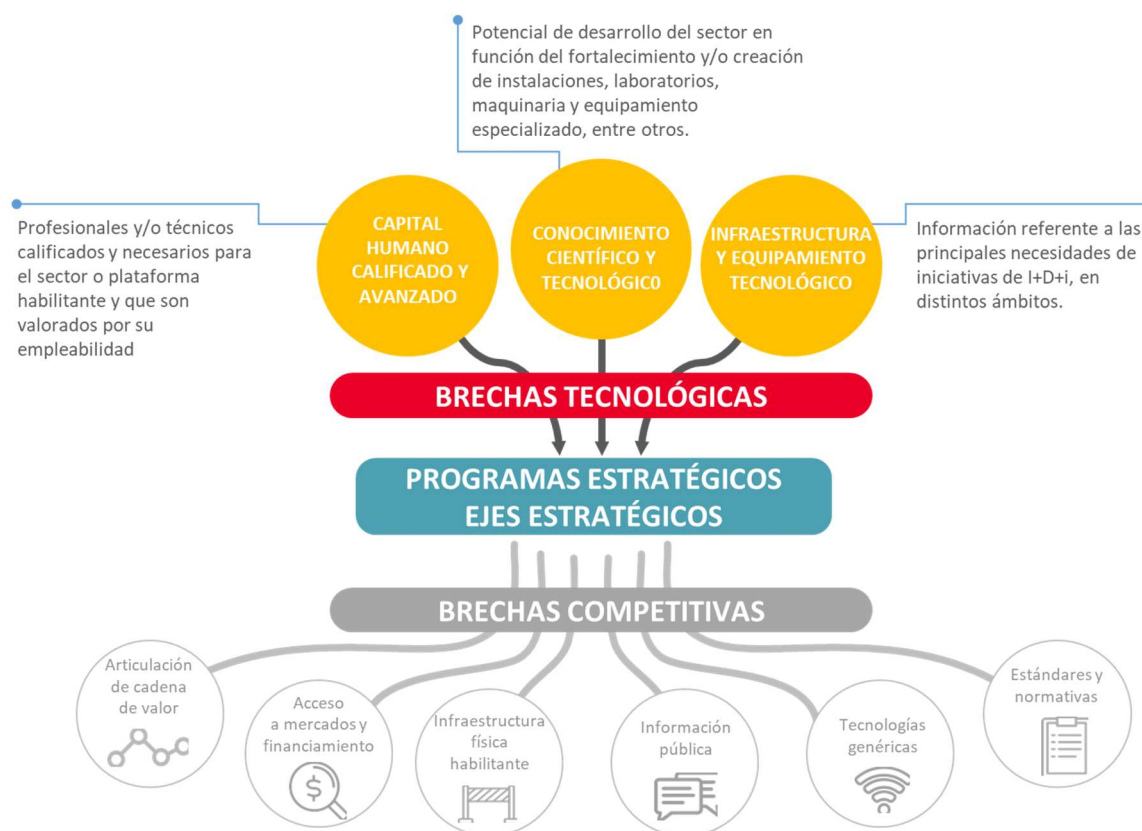 Potencial de desarrollo del sector en
función del fortalecimiento y/o creación
de instalaciones, laboratorios,
maquinaria y equipamiento
especializado, entre otros.
Profesionales y/o técnicos
calificados y necesarios para
el sector o plataforma
habilitante y que son
valorados por su
empleabilidad
CAPITAL
HUMANO
CALIFICADO Y
AVANZADO
CONOCIMIENTO
CIENTÍFICO Y
TECNOLÓGIC0
INFRAESTRUCTURA
Y EQUIPAMIENTO
TECNOLÓGICO
Información referente a las
principales necesidades de
iniciativas de I+D+i, en
distintos ámbitos.
BRECHAS TECNOLÓGICAS
PROGRAMAS ESTRATÉGICOS
EJES ESTRATÉGICOS
BRECHAS COMPETITIVAS
Articulación
de cadena
de valor
Acceso
a mercados y
financiamiento
$
Infraestructura
física
habilitante
Información
pública
Tecnologías
genéricas
Estándares y
normativas